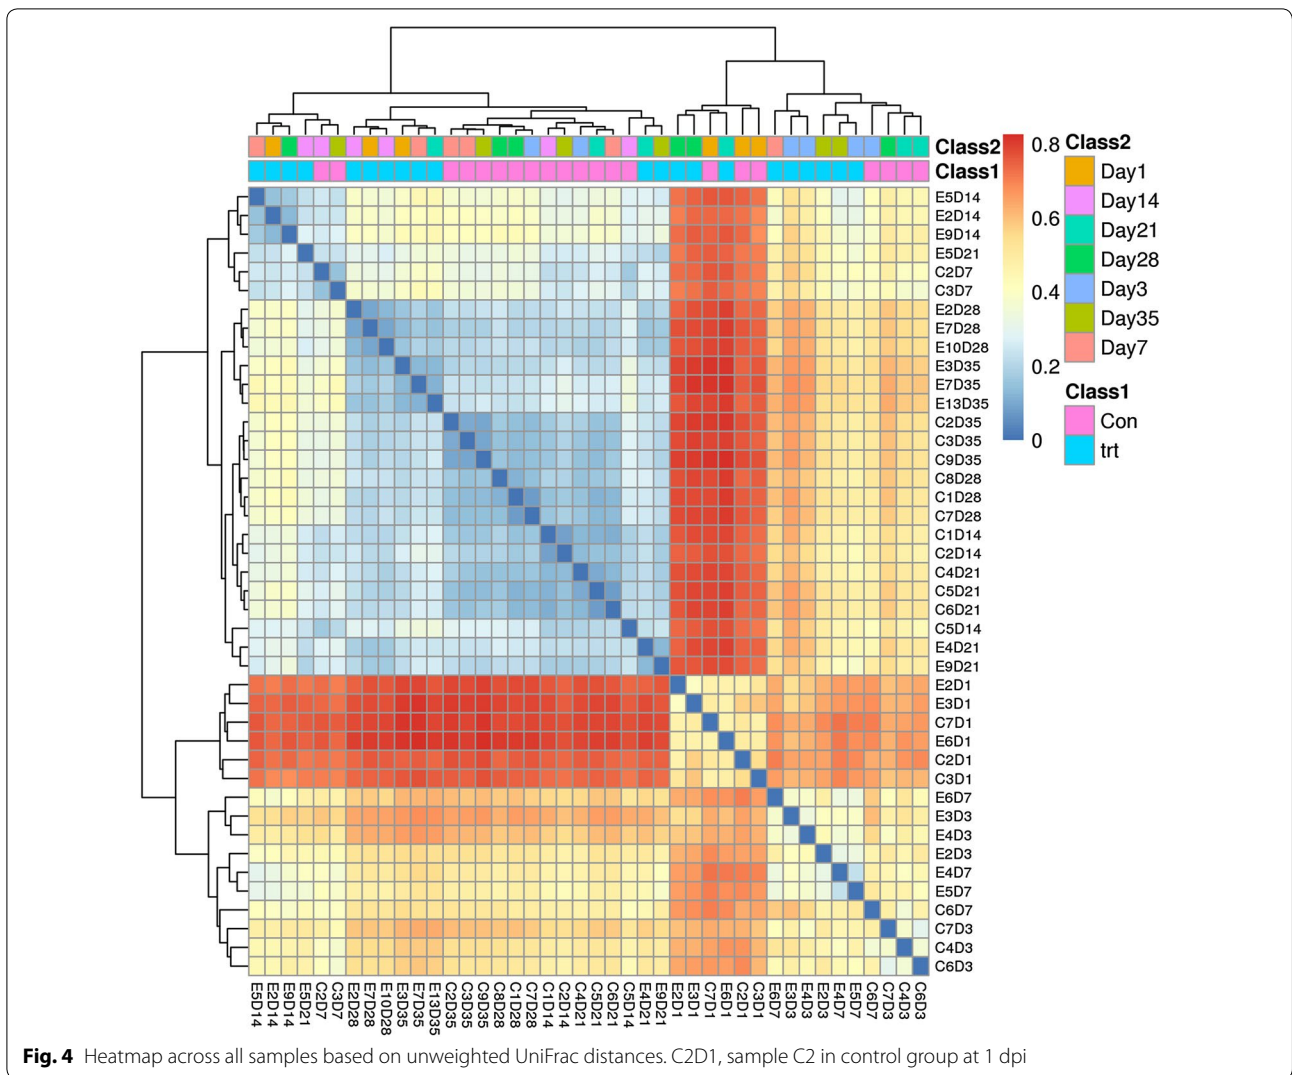 Class2
Class1
0.8
0.6
0.4
0.2
0
Class2
Day1
Day14
Day21
Day28
Day3
Day35
Day7
Class1
Con
trt
E5D14
E2D14
E9D14
E5D21
C2D7
C3D7
E2D28
E7D28
E10D28
E3D35
E7D35
E13D35
C2D35
C3D35
C9D35
C8D28
C1D28
C7D28
C1D14
C2D14
C4D21
C5D21
C6D21
C5D14
E4D21
E9D21
E2D1
E3D1
C7D1
E6D1
C2D1
C3D1
E6D7
E3D3
E4D3
E2D3
E4D7
E5D7
C6D7
C7D3
C4D3
C6D3
E5D14
E2D14
E9D14
E5D21
C2D7
C3D7
E2D28
E7D28
E10D28
E3D35
E7D35
E13D35
C2D35
C3D35
C9D35
C8D28
C1D28
C7D28
C1D14
C2D14
C4D21
C5D21
C6D21
C5D14
E4D21
E9D21
E2D1
E3D1
C7D1
E6D1
C2D1
C3D1
E6D7
E3D3
E4D3
E2D3
E4D7
E5D7
C6D7
C7D3
C4D3
C6D3
Fig. 4 Heatmap across all samples based on unweighted UniFrac distances. C2D1, sample C2 in control group at 1 dpi